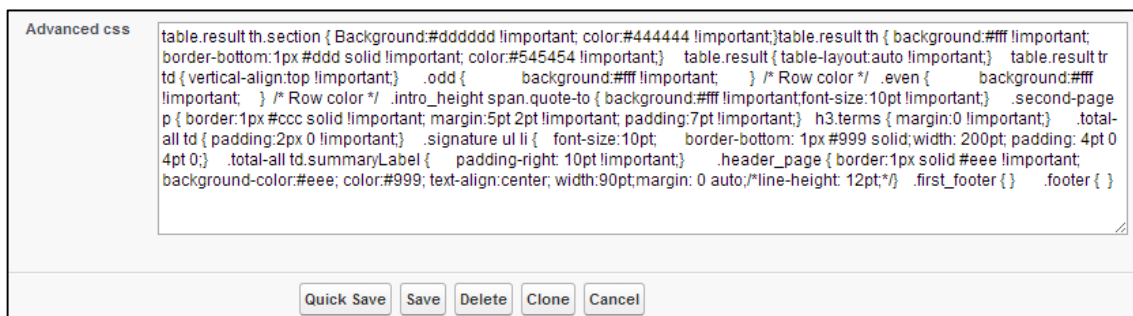 Advanced css
table.result th.section { Background:#dddddd !important; color:#444444 !important;}table.result th { background:#fff !important;
border-bottom:1px #ddd solid !important; color:#545454 !important;} table.result { table-layout:auto !important;} table.result tr
td { vertical-align:top !important;} .odd { background:#fff !important; } /* Row color */ .even { background:#fff
!important; } /* Row color */ .intro_height span.quote-to { background:#fff !important;font-size:10pt !important;} .second-page
p { border:1px #ccc solid !important; margin:5pt 2pt !important; padding:7pt !important;} h3.terms { margin:0 !important;} .total-
all td { padding:2px 0 !important;} .signature ul li { font-size:10pt; border-bottom: 1px #999 solid;width: 200pt; padding: 4pt 0
4pt 0;} .total-all td.summaryLabel { padding-right: 10pt !important;} .header_page { border:1px solid #eee !important;
background-color:#eee; color:#999; text-align:center; width:90pt;margin: 0 auto;/*line-height: 12pt;*/} .first_footer { } .footer { }
Quick Save Save Delete Clone Cancel